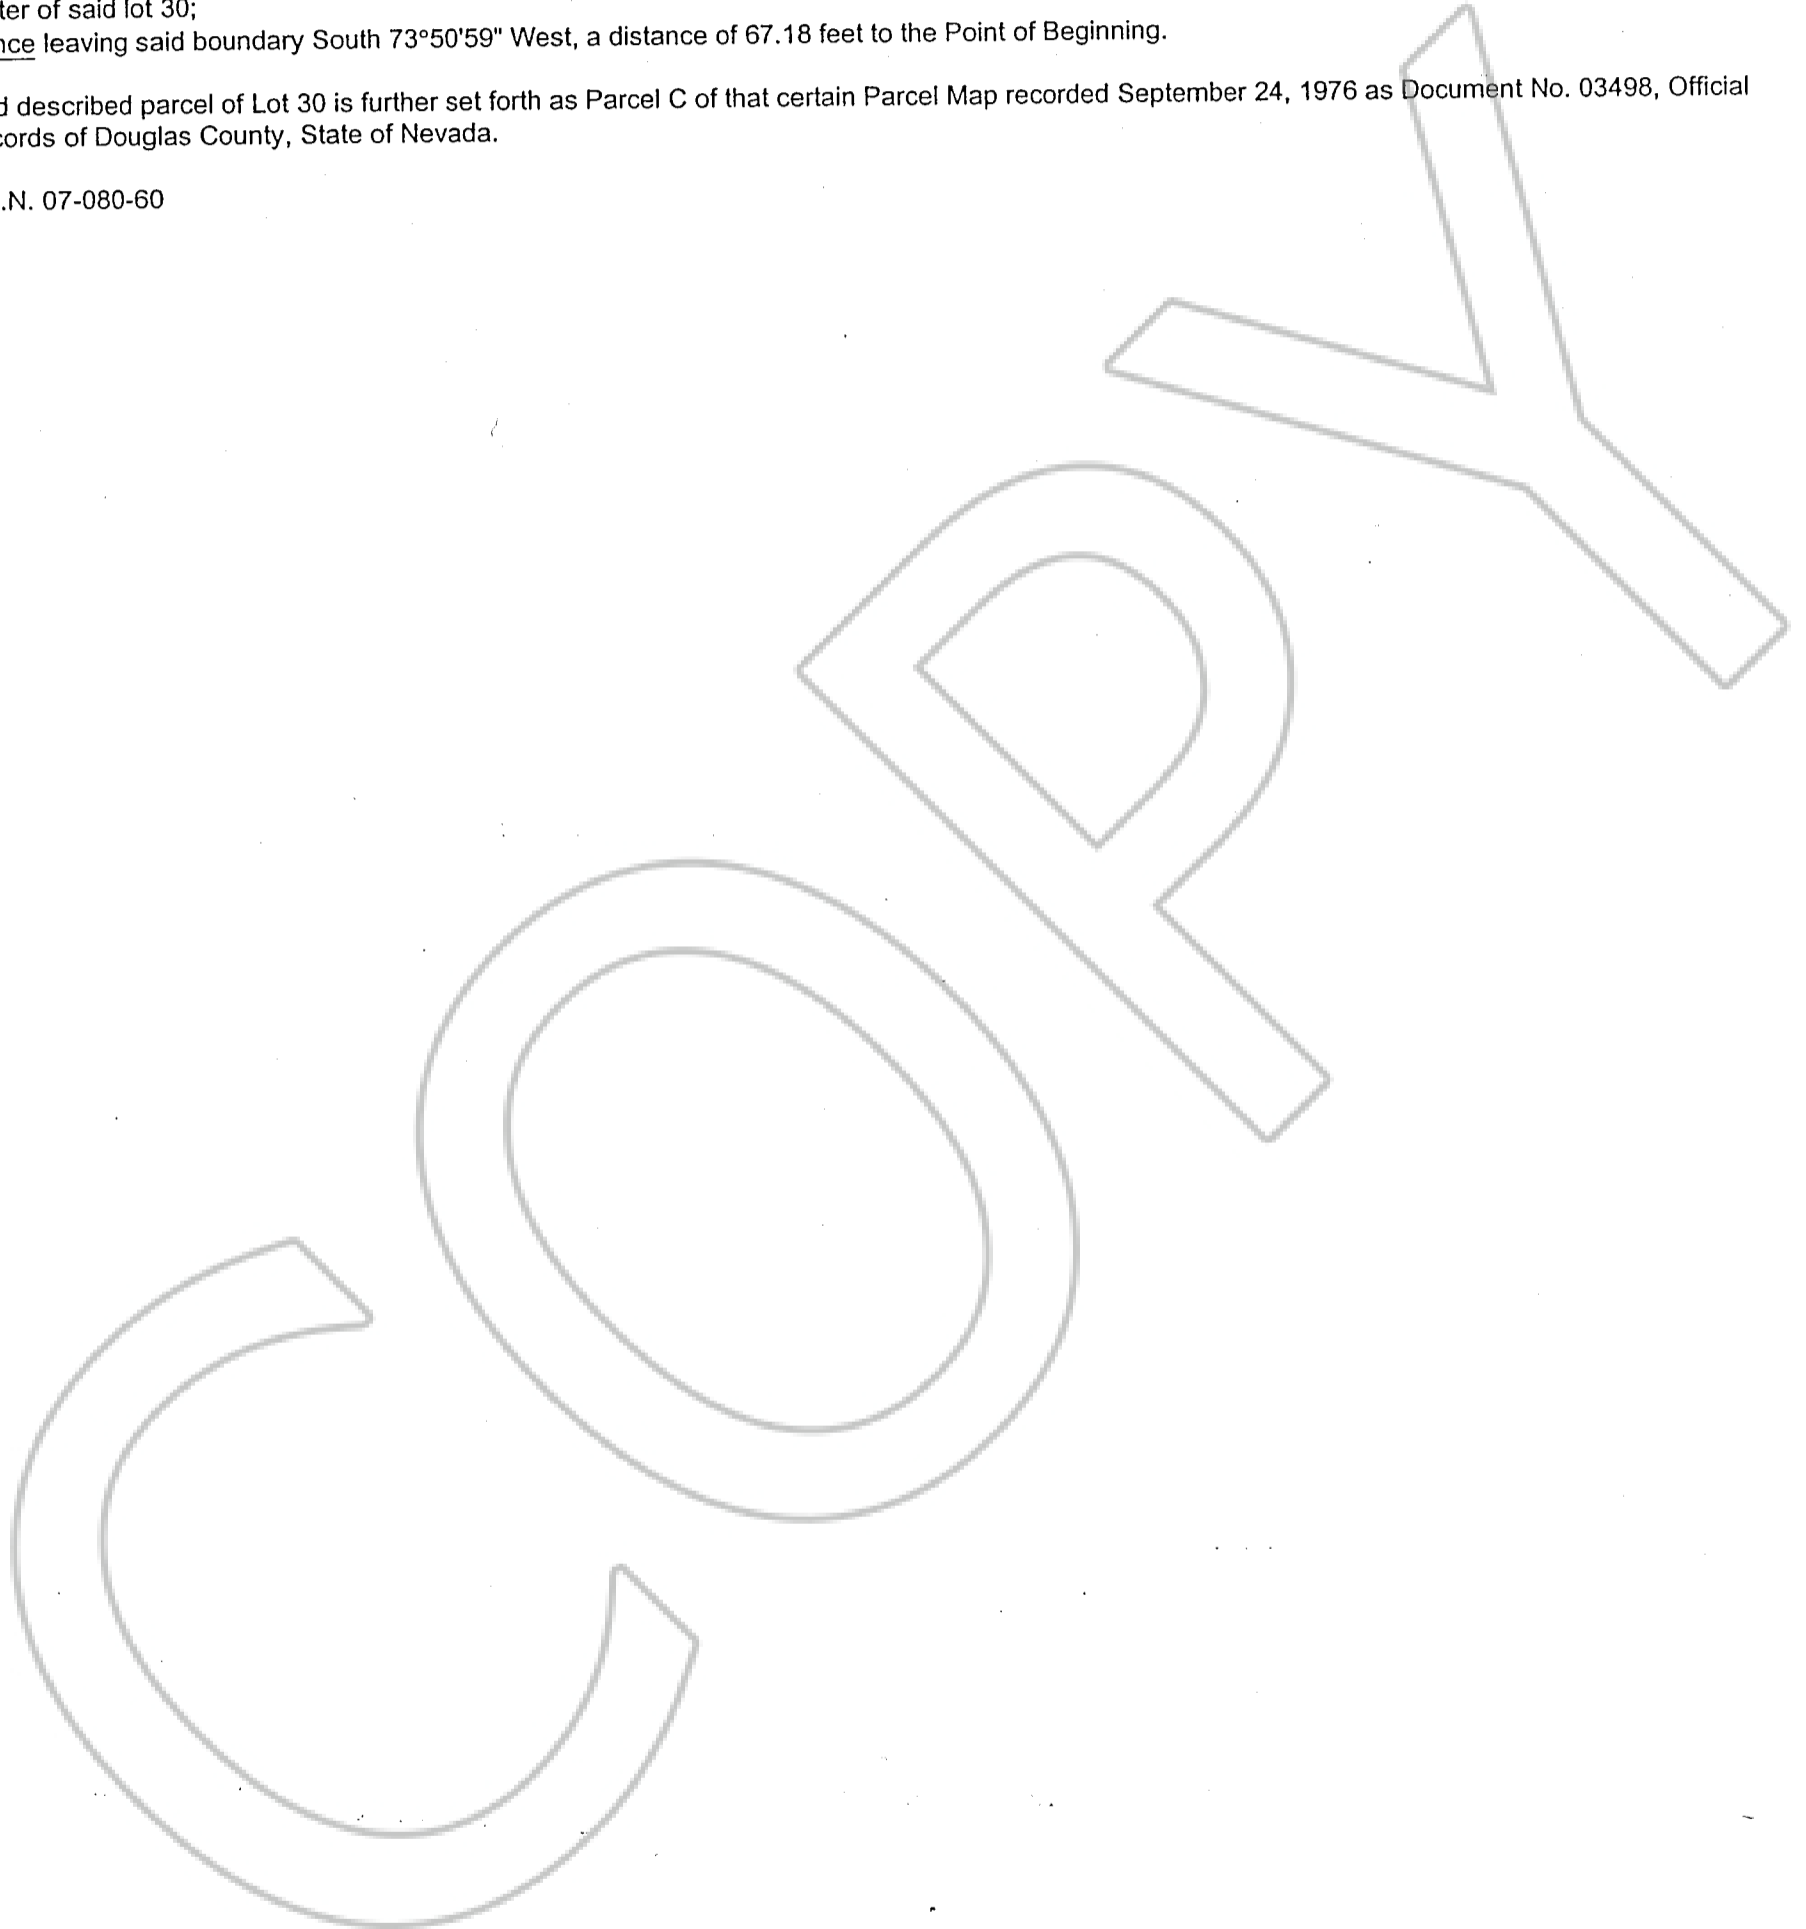 ter of said lot 30;
nce leaving said boundary South 73°50'59" West, a distance of 67.18 feet to the Point of Beginning.
d described parcel of Lot 30 is further set forth as Parcel C of that certain Parcel Map recorded September 24, 1976 as Document No. 03498, Official
cords of Douglas County, State of Nevada.
.N. 07-080-60
COPY